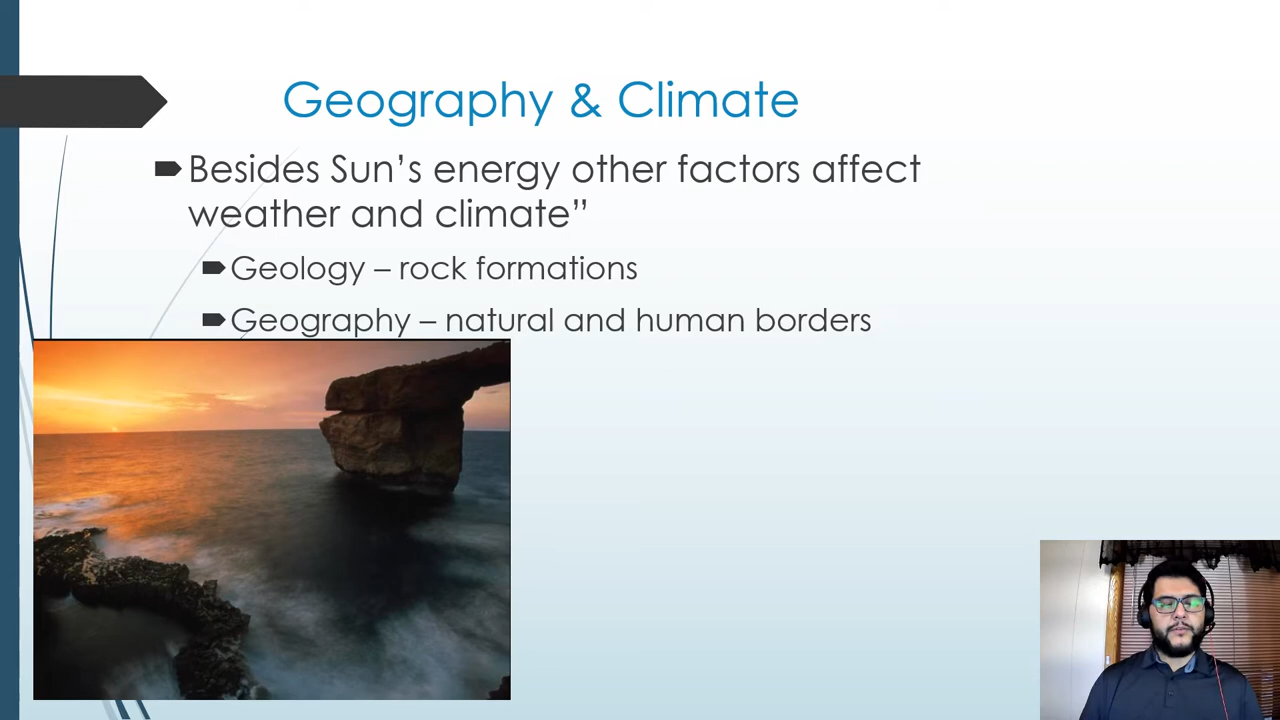 Geography & Climate
Besides Sun’s energy other factors affect
weather and climate”
Geology – rock formations
Geography – natural and human borders